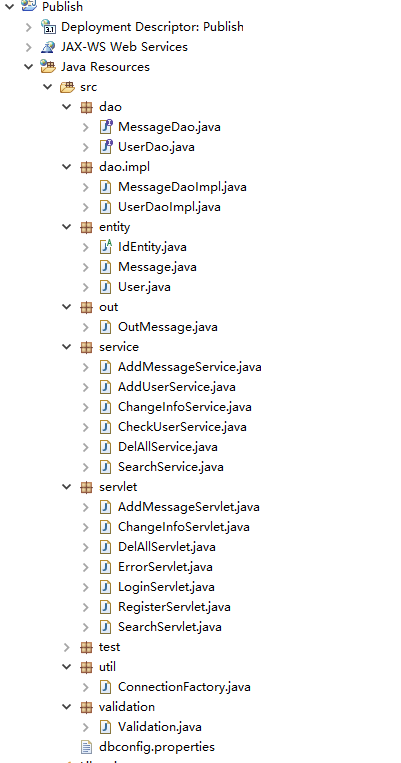 Publish
Deployment Descriptor: Publish
JAX-WS Web Services
Java Resources
src
dao
MessageDao.java
UserDao.java
dao.impl
MessageDaoImpl.java
UserDaoImpl.java
entity
IdEntity.java
Message.java
User.java
out
OutMessage.java
service
AddMessageService.java
AddUserService.java
ChangeInfoService.java
CheckUserService.java
DelAllService.java
SearchService.java
servlet
AddMessageServlet.java
ChangeInfoServlet.java
DelAllServlet.java
ErrorServlet.java
LoginServlet.java
RegisterServlet.java
SearchServlet.java
test
util
ConnectionFactory.java
validation
Validation.java
dbconfig.properties